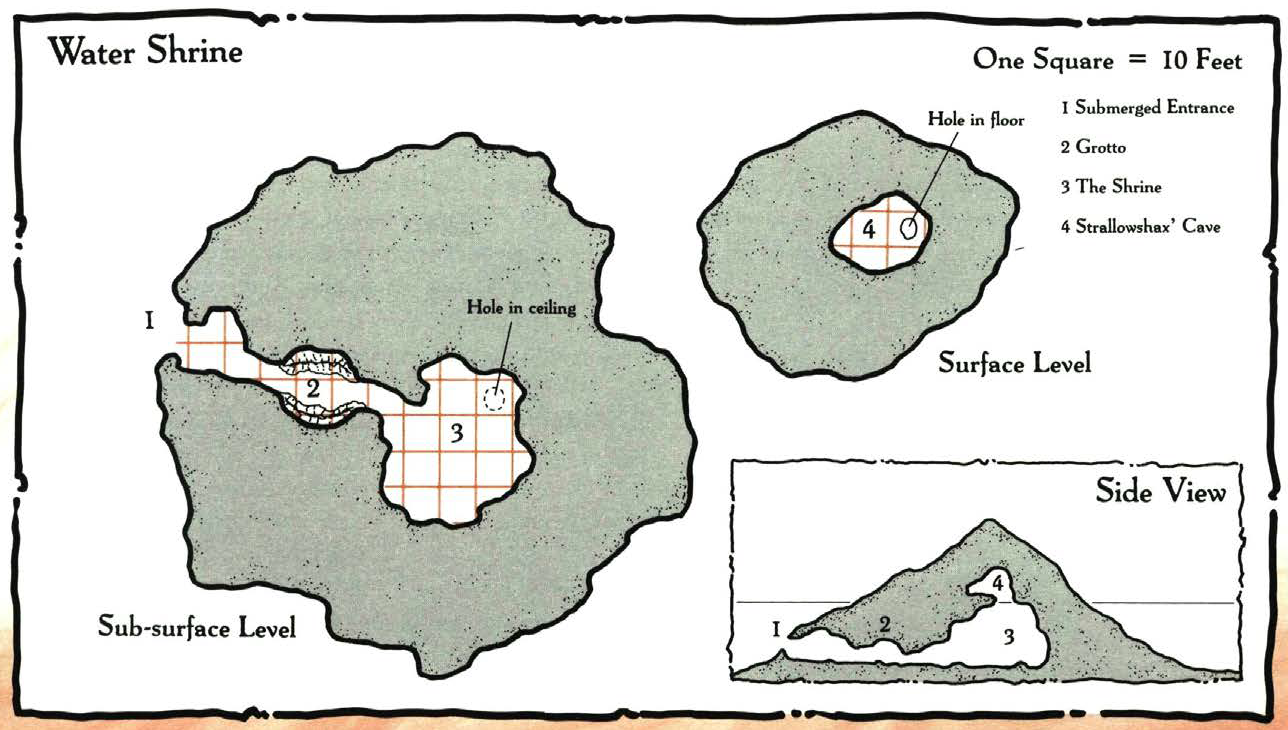 Water Shrine
One Square = 10 Feet
1 Submerged Entrance
2 Grotto
3 The Shrine
4 Strallowshax' Cave
Hole in floor
4
Surface Level
1
Hole in ceiling
2
3
Sub-surface Level
Side View
4
1
2
3